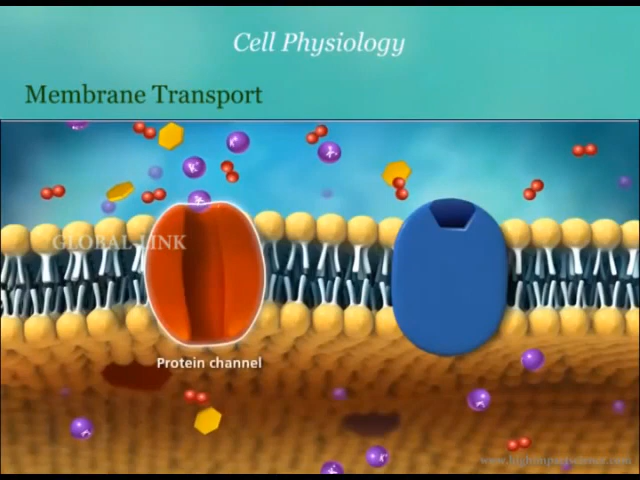 Cell Physiology
Membrane Transport
K+
K+
K+
K+
GLOBAL LINK
Protein channel
K+